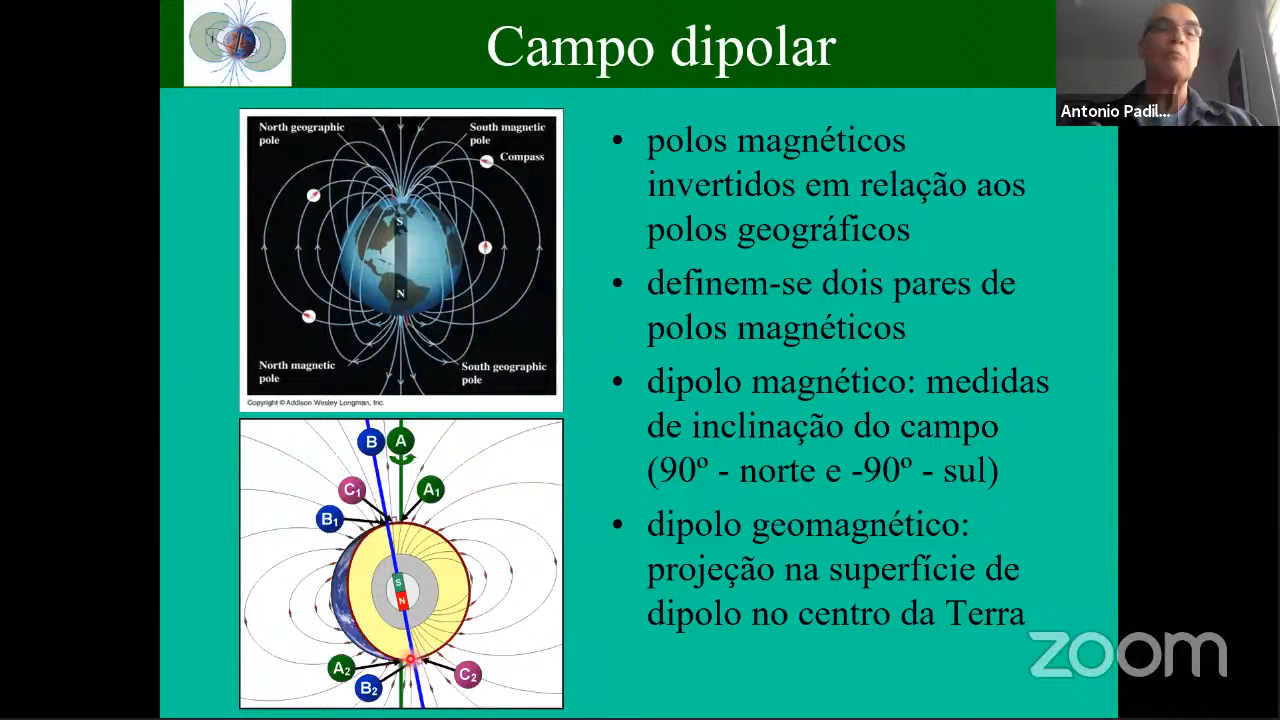 Campo dipolar
Antonio Padil...
North geographic
pole
South magnetic
pole
Compass
S
N
North magnetic
pole
South geographic
pole
Copyright © Addison Wesley Longman, Inc.
B
A
C1
A1
B1
S
N
A2
B2
C2
• polos magnéticos
invertidos em relação aos
polos geográficos
• definem-se dois pares de
polos magnéticos
• dipolo magnético: medidas
de inclinação do campo
(90º - norte e -90º - sul)
• dipolo geomagnético:
projeção na superfície de
dipolo no centro da Terra
zoom